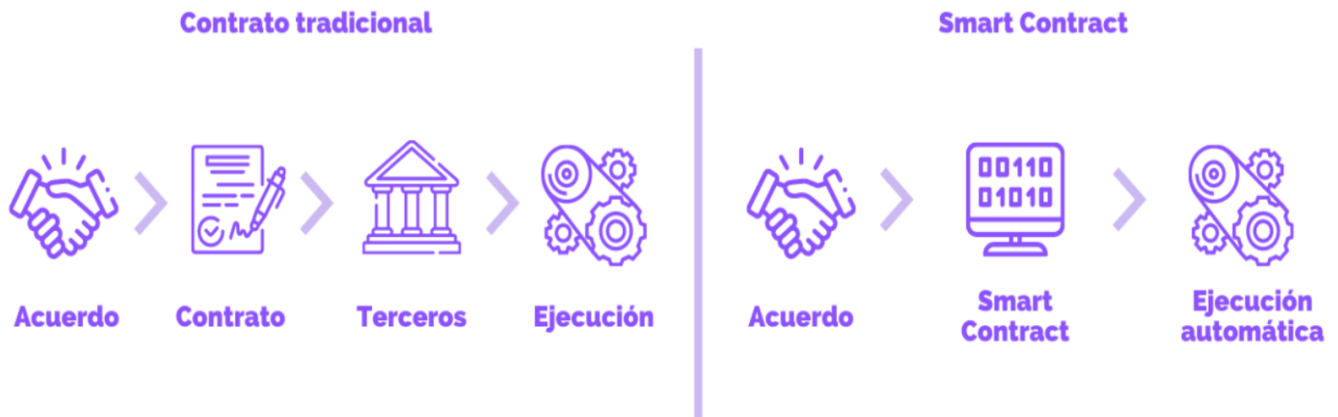 Contrato tradicional
Acuerdo
Contrato
Terceros
Ejecución
Smart Contract
00110
01010
Acuerdo
Smart
Contract
Ejecución
automática